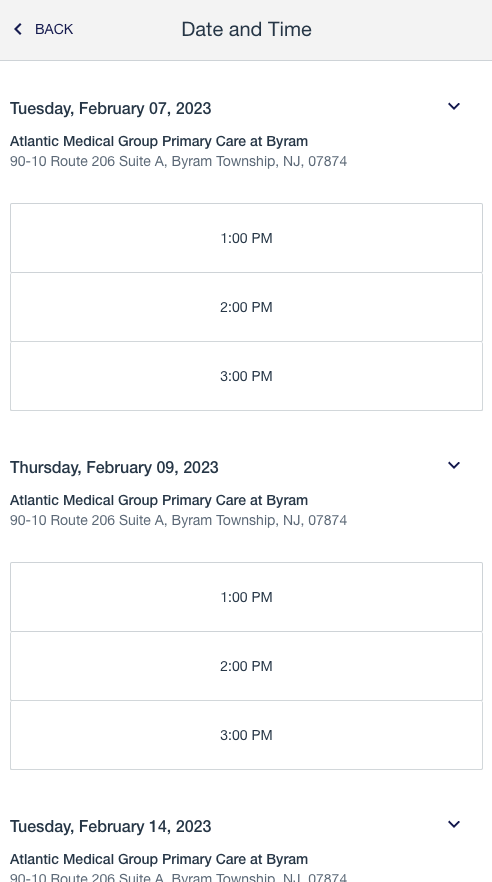 BACK
Date and Time
Tuesday, February 07, 2023
Atlantic Medical Group Primary Care at Byram
90-10 Route 206 Suite A, Byram Township, NJ, 07874
1:00 PM
2:00 PM
3:00 PM
Thursday, February 09, 2023
Atlantic Medical Group Primary Care at Byram
90-10 Route 206 Suite A, Byram Township, NJ, 07874
1:00 PM
2:00 PM
3:00 PM
Tuesday, February 14, 2023
Atlantic Medical Group Primary Care at Byram
90-10 Route 206 Suite A, Byram Township, NJ, 07874